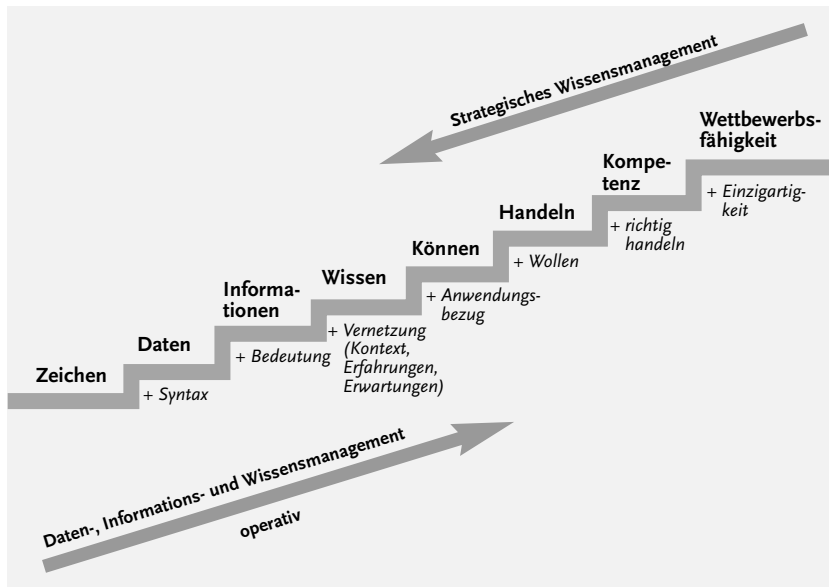 Strategisches Wissensmanagement
Wettbewerbs-
fähigkeit
+ Einzigartig-
keit
Kompe-
tenz
+ richtig
handeln
Handeln
+ Wollen
Können
+ Anwendungs-
bezug
Wissen
+ Vernetzung
(Kontext,
Erfahrungen,
Erwartungen)
Informa-
tionen
+ Bedeutung
Daten
+ Syntax
Zeichen
Daten-, Informations- und Wissensmanagement
operativ